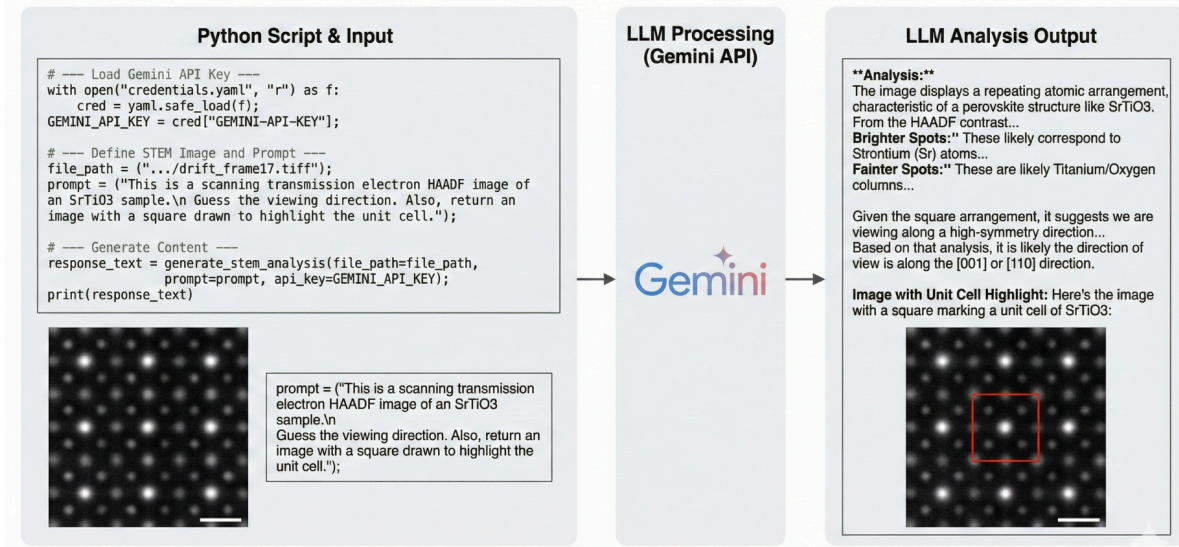 Python Script & Input
# --- Load Gemini API Key ---
with open("credentials.yaml", "r") as f:
cred = yaml.safe_load(f);
GEMINI_API_KEY = cred["GEMINI-API-KEY"];
# --- Define STEM Image and Prompt ---
file_path = (".../drift_frame17.tiff");
prompt = ("This is a scanning transmission electron HAADF image of
an SrTiO3 sample.\n Guess the viewing direction. Also, return an
image with a square drawn to highlight the unit cell.");
# --- Generate Content ---
response_text = generate_stem_analysis(file_path=file_path,
prompt=prompt, api_key=GEMINI_API_KEY);
print(response_text)
prompt = ("This is a scanning transmission
electron HAADF image of an SrTiO3
sample.\n
Guess the viewing direction. Also, return an
image with a square drawn to highlight the
unit cell.");
LLM Processing
(Gemini API)
Gemini
LLM Analysis Output
**Analysis:**
The image displays a repeating atomic arrangement,
characteristic of a perovskite structure like SrTiO3.
From the HAADF contrast...
Brighter Spots:" These likely correspond to
Strontium (Sr) atoms...
Fainter Spots:" These are likely Titanium/Oxygen
columns...
Given the square arrangement, it suggests we are
viewing along a high-symmetry direction...
Based on that analysis, it is likely the direction of
view is along the [001] or [110] direction.
Image with Unit Cell Highlight: Here's the image
with a square marking a unit cell of SrTiO3: